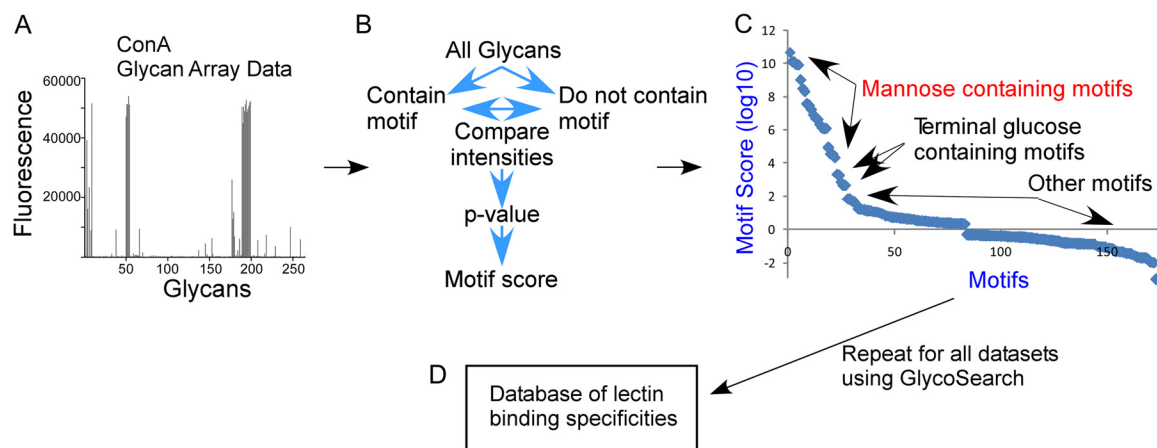 A
ConA
Glycan Array Data
Fluorescence
60000
40000
20000
50
100
150
200
250
Glycans
B
All Glycans
Contain
motif
Do not contain
motif
Compare
intensities
p-value
Motif score
C
Motif Score (log10)
12
10
8
6
4
2
0
-2
0
50
100
150
Motifs
Mannose containing motifs
Terminal glucose
containing motifs
Other motifs
Repeat for all datasets
using GlycoSearch
D
Database of lectin
binding specificities